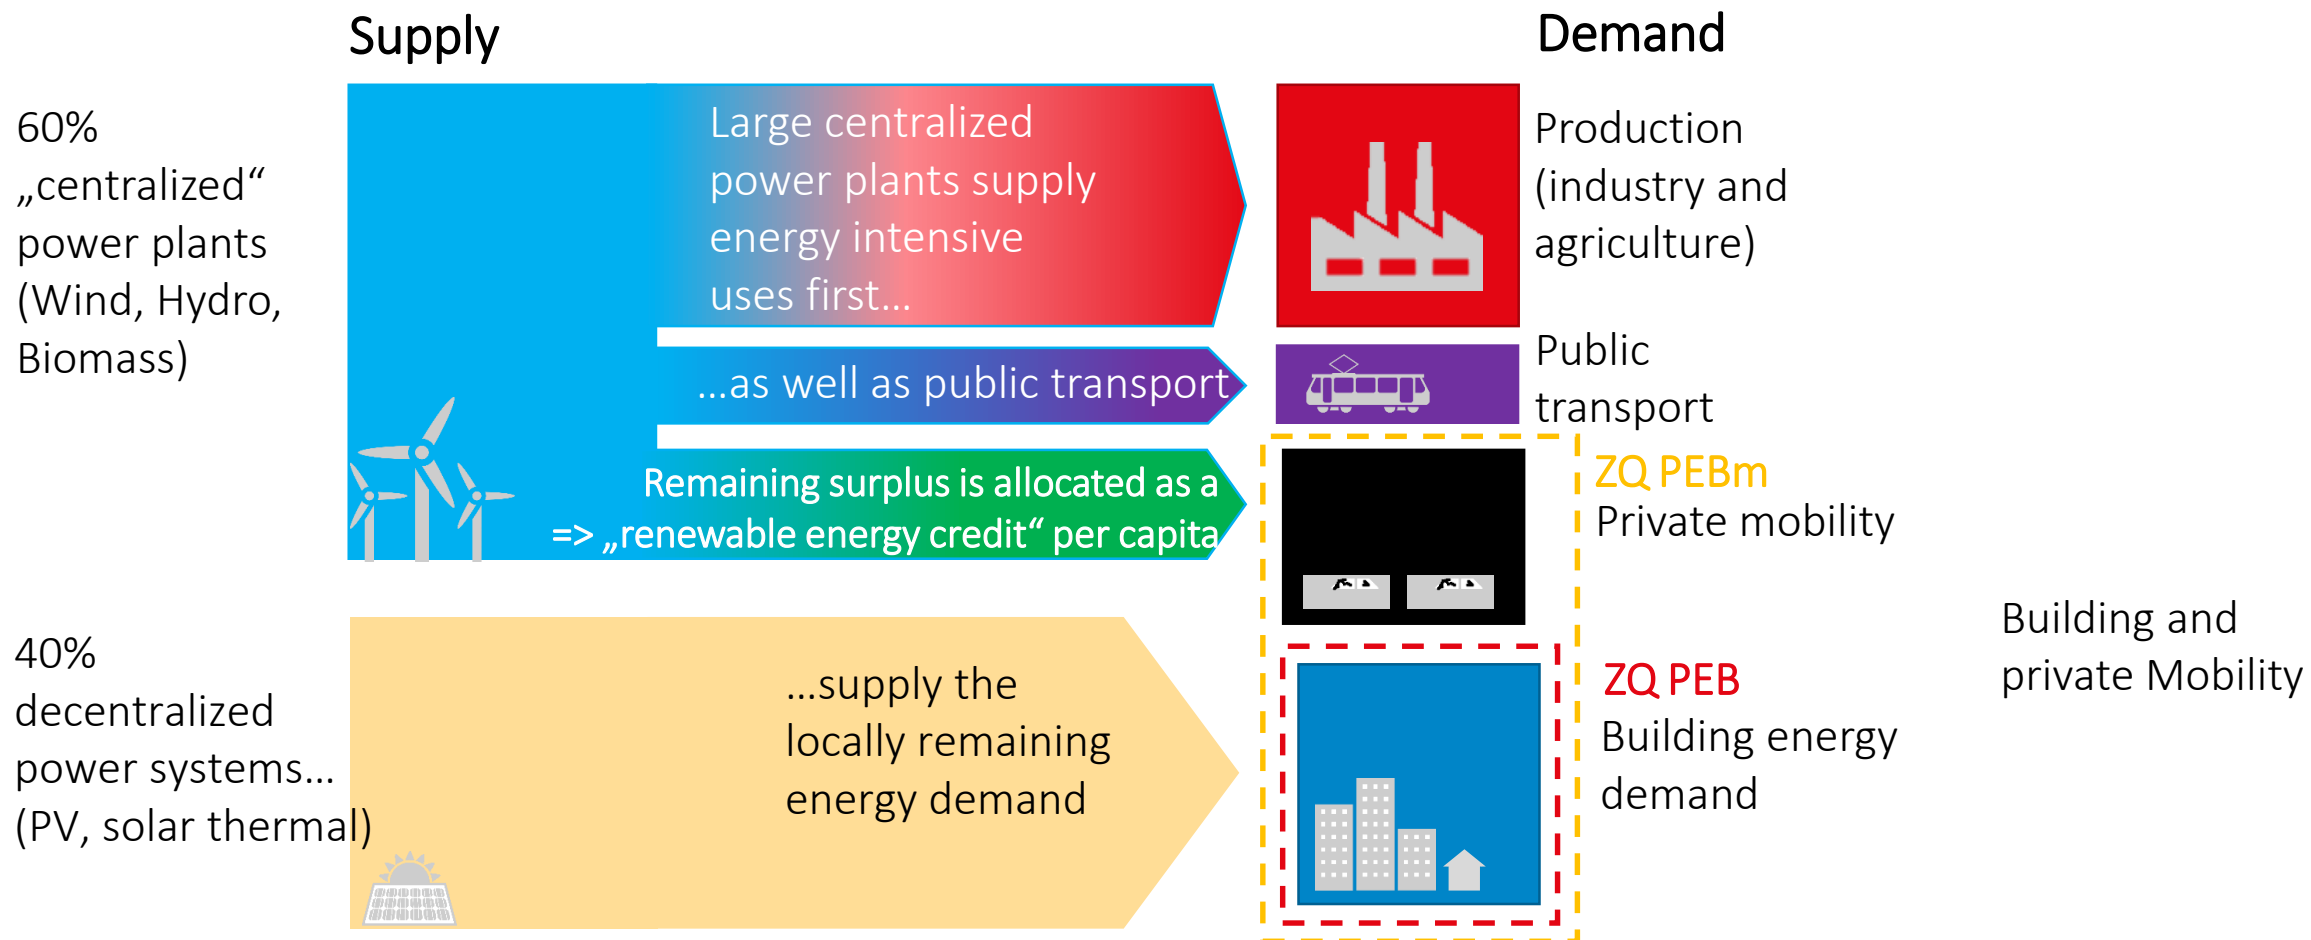 Supply
Demand
60%
„centralized“
power plants
(Wind, Hydro,
Biomass)
Large centralized
power plants supply
energy intensive
uses first...
Production
(industry and
agriculture)
...as well as public transport
Public
transport
Remaining surplus is allocated as a
=> „renewable energy credit“ per capita
ZQ PEBm
Private mobility
40%
decentralized
power systems...
(PV, solar thermal)
...supply the
locally remaining
energy demand
ZQ PEB
Building energy
demand
Building and
private Mobility